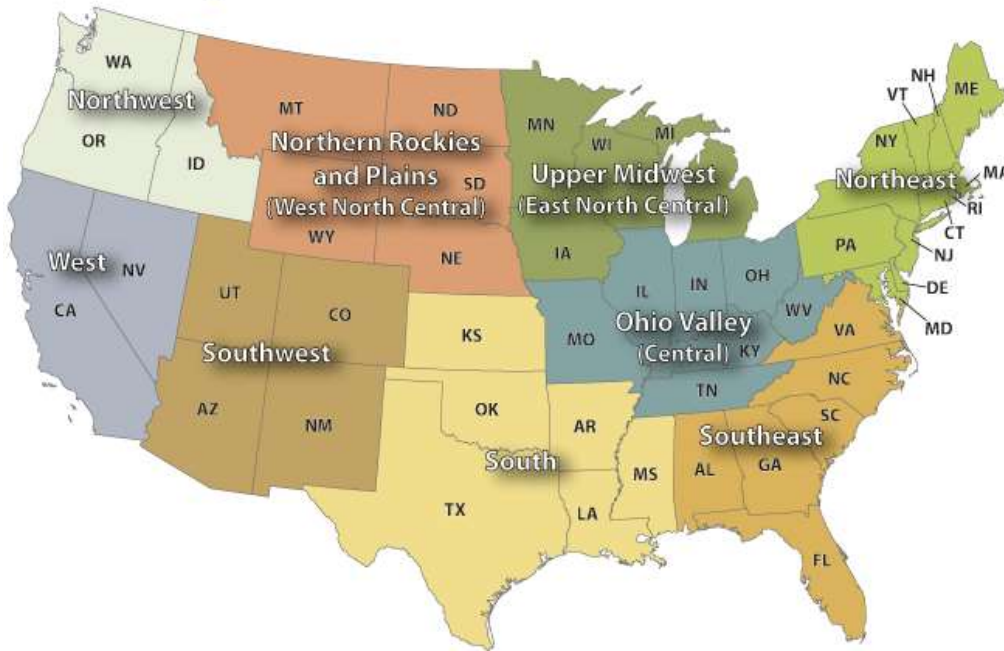 WA
Northwest
OR
ID
MT
ND
Northern Rockies
and Plains
(West North Central)
SD
WY
NE
MN
WI
MI
Upper Midwest
(East North Central)
IA
NH
VT
ME
NY
MA
Northeast
RI
CT
PA
NJ
DE
MD
West
NV
CA
UT
CO
Southwest
AZ
NM
IL
IN
OH
WV
MO
Ohio Valley
(Central)
KY
TN
KS
OK
AR
South
TX
LA
MS
VA
NC
SC
Southeast
AL
GA
FL